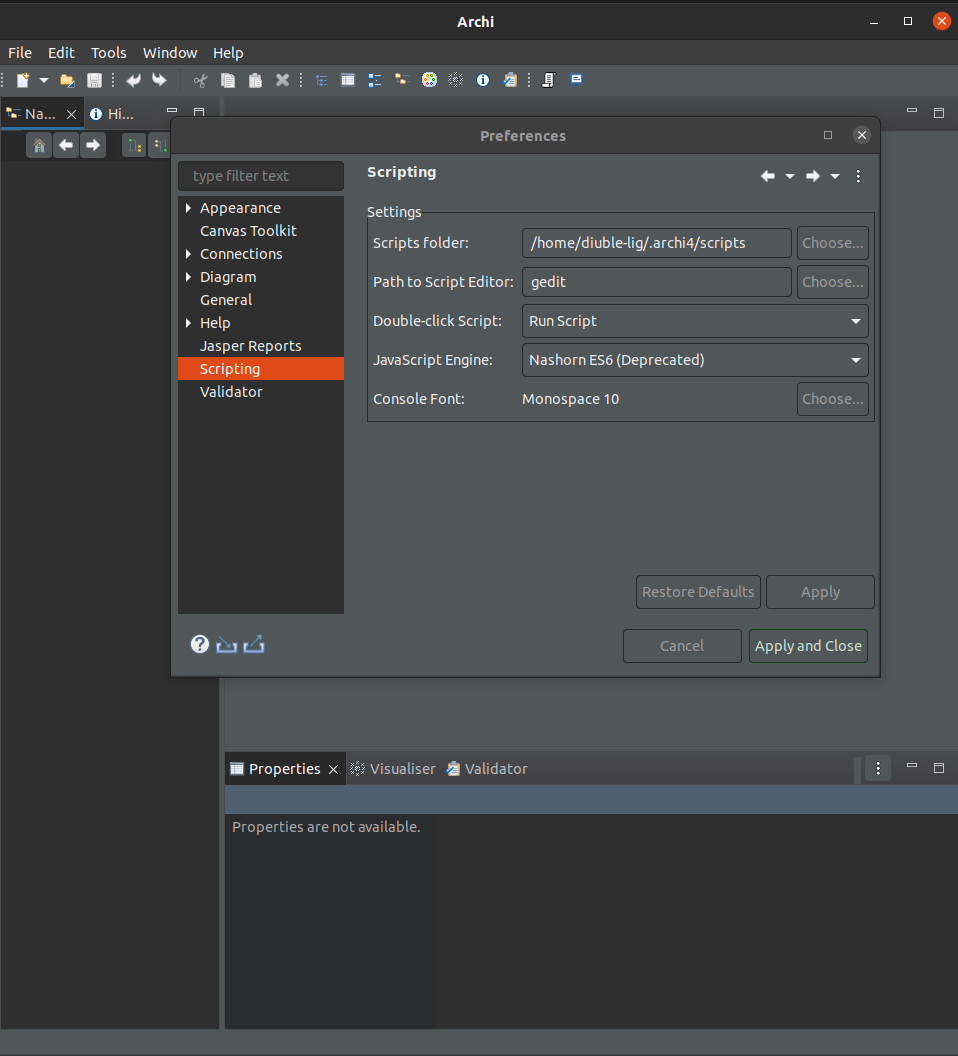 Archi
File Edit Tools Window Help
Na... Hi...
Preferences
type filter text
Appearance
Canvas Toolkit
Connections
Diagram
General
Help
Jasper Reports
Scripting
Validator
Scripting
Settings
Scripts folder: /home/diuble-lig/.archi4/scripts Choose...
Path to Script Editor: gedit Choose...
Double-click Script: Run Script
JavaScript Engine: Nashorn ES6 (Deprecated)
Console Font: Monospace 10 Choose...
Restore Defaults Apply
Cancel Apply and Close
Properties Visualiser Validator
Properties are not available.